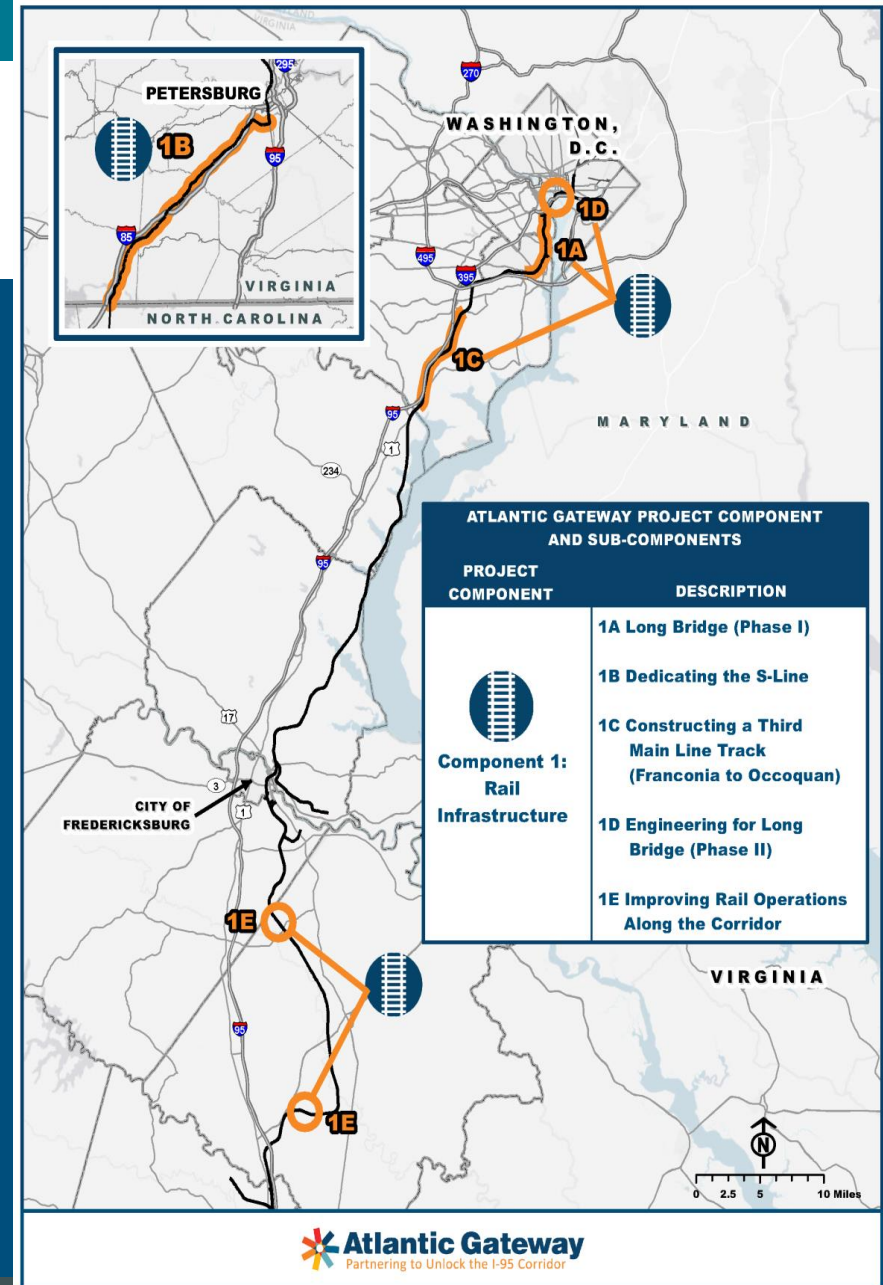 295
PETERSBURG
1B
95
85
VIRGINIA
NORTH CAROLINA
270
WASHINGTON,
D.C.
1D
1A
495
395
1C
95
1
MARYLAND
234
95
ATLANTIC GATEWAY PROJECT COMPONENT
AND SUB-COMPONENTS
PROJECT
COMPONENT
DESCRIPTION
Component 1:
Rail
Infrastructure
1A Long Bridge (Phase I)
1B Dedicating the S-Line
1C Constructing a Third
Main Line Track
(Franconia to Occoquan)
1D Engineering for Long
Bridge (Phase II)
1E Improving Rail Operations
Along the Corridor
17
3
1
CITY OF
FREDERICKSBURG
1E
VIRGINIA
95
1E
N
0 2.5 5 10 Miles
Atlantic Gateway
Partnering to Unlock the I-95 Corridor